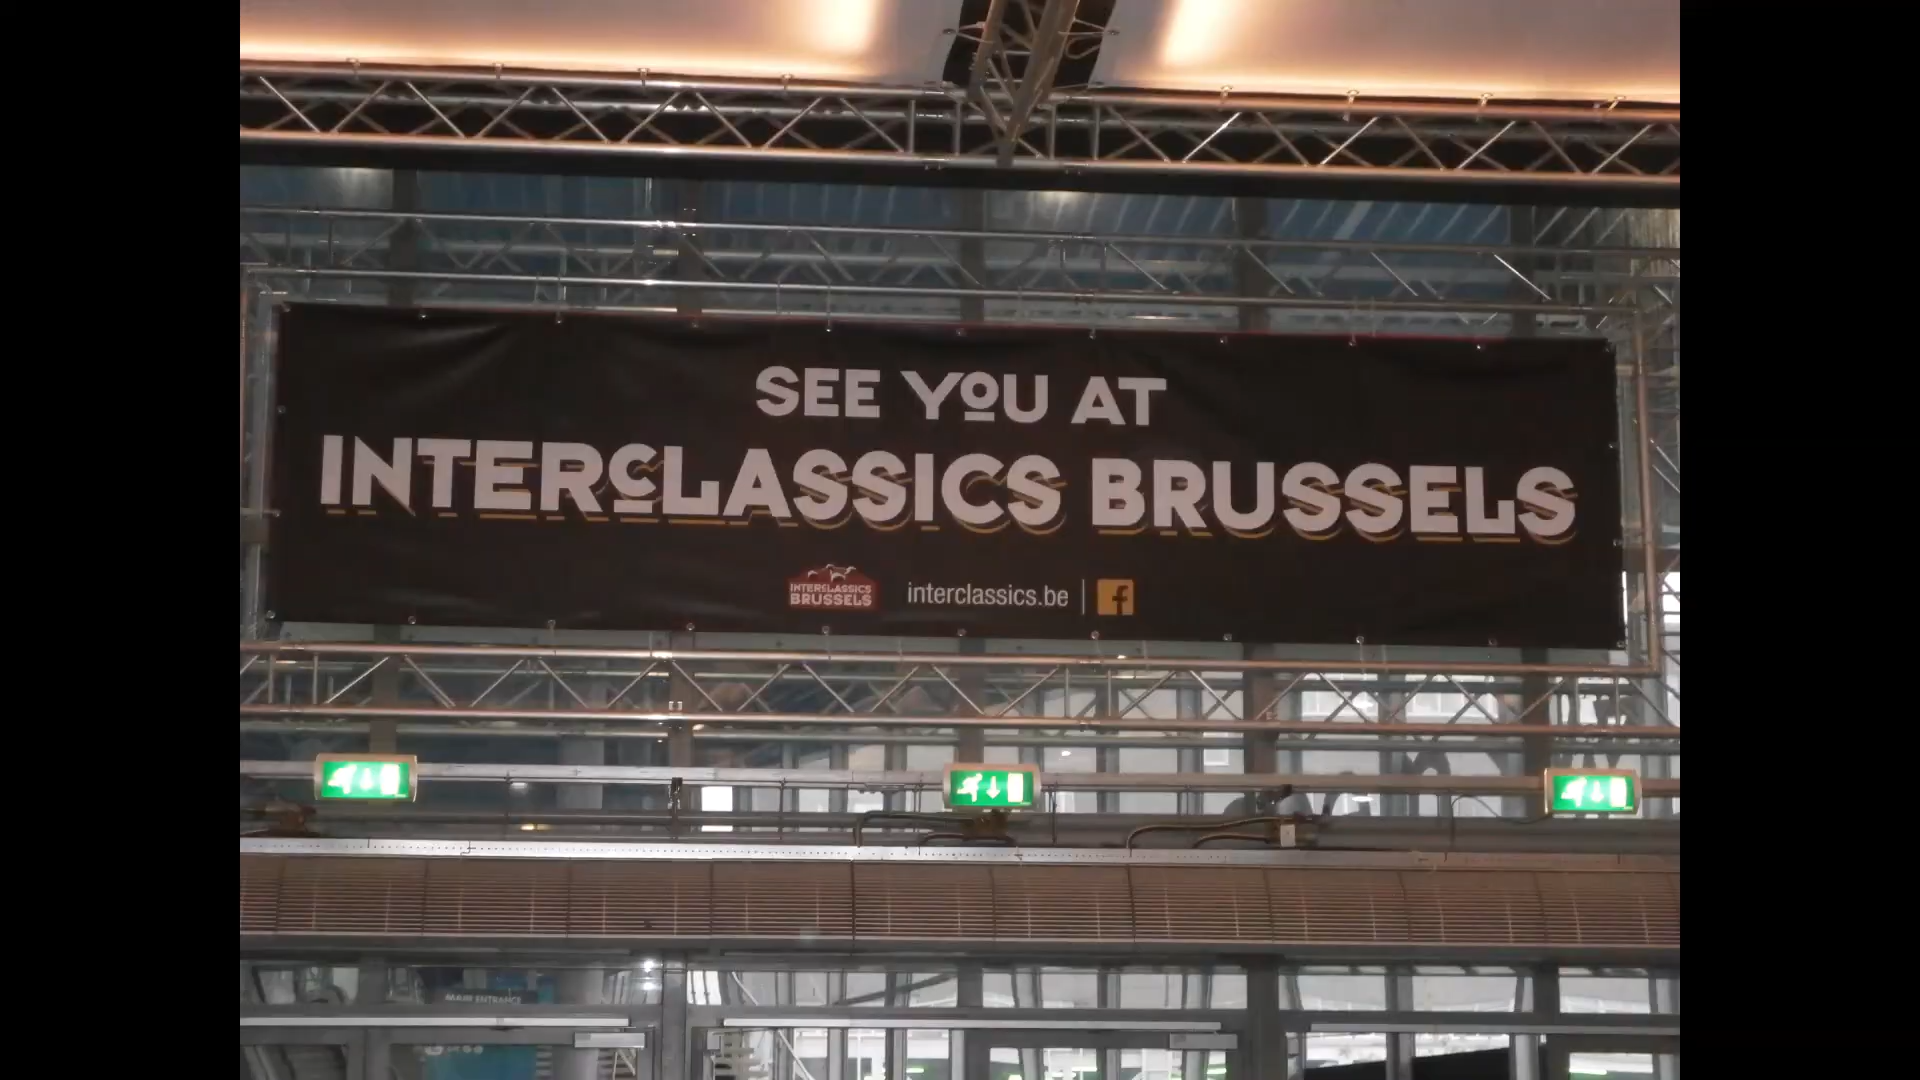 SEE YOU AT
INTERCLASSICS BRUSSELS
INTERCLASSICS
BRUSSELS
interclassics.be
MAIN ENTRANCE